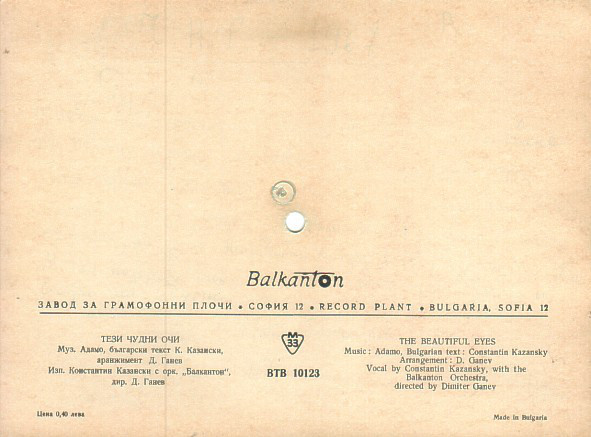 Balkanton
ЗАВОД ЗА ГРАМОФОННИ ПЛОЧИ • СОФИЯ 12 • RECORD PLANT • BULGARIA, SOFIA 12
ТЕЗИ ЧУДНИ ОЧИ
Муз. Адамо, български текст К. Казански,
аранжимент Д. Ганев
Изп. Константин Казански с орк. „Балкантон“,
дир. Д. Ганев
М
33
ВТВ 10123
THE BEAUTIFUL EYES
Music: Adamo, Bulgarian text: Constantin Kazansky
Arrangement: D. Ganev
Vocal by Constantin Kazansky, with the
Balkanton Orchestra,
directed by Dimiter Ganev
Цена 0,40 лева
Made in Bulgaria